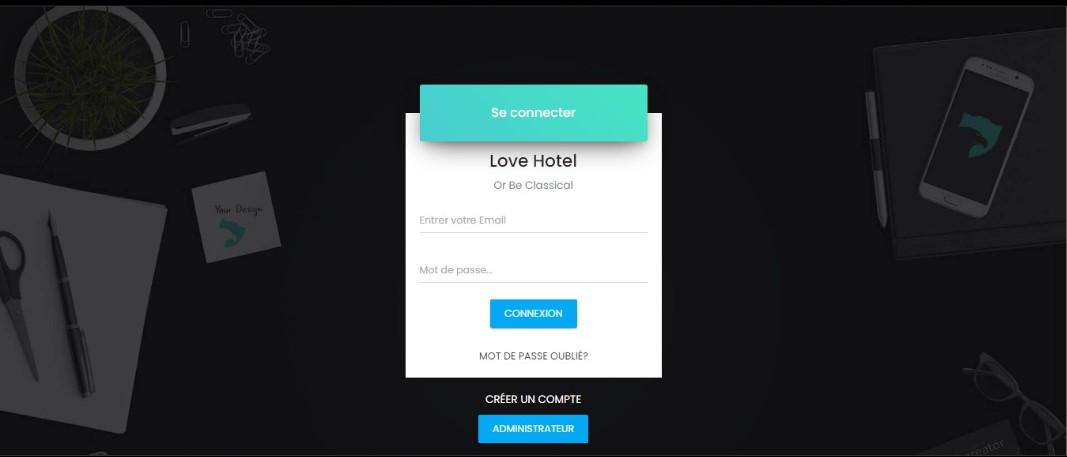 Se connecter
Love Hotel
Or Be Classical
Entrer votre Email
Mot de passe...
CONNEXION
MOT DE PASSE OUBLIÉ?
CRÉER UN COMPTE
ADMINISTRATEUR
Your Design